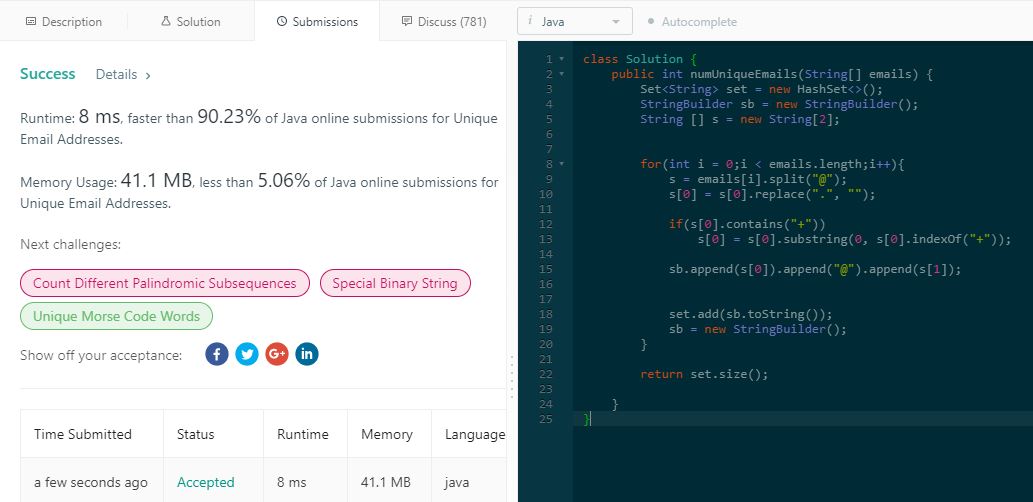 Description
Solution
Submissions
Discuss (781)
i Java
Autocomplete
Success Details
Runtime: 8 ms, faster than 90.23% of Java online submissions for Unique
Email Addresses.
Memory Usage: 41.1 MB, less than 5.06% of Java online submissions for
Unique Email Addresses.
Next challenges:
Count Different Palindromic Subsequences
Special Binary String
Unique Morse Code Words
Show off your acceptance:
f
G+
in
Time Submitted Status Runtime Memory Language
a few seconds ago Accepted 8 ms 41.1 MB java
1 class Solution {
2 public int numUniqueEmails(String[] emails) {
3 Set<String> set = new HashSet<>();
4 StringBuilder sb = new StringBuilder();
5 String [] s = new String[2];
6
7
8 for(int i = 0;i < emails.length;i++){
9 s = emails[i].split("@");
10 s[0] = s[0].replace(".", "");
11
12 if(s[0].contains("+"))
13 s[0] = s[0].substring(0, s[0].indexOf("+"));
14
15 sb.append(s[0]).append("@").append(s[1]);
16
17
18 set.add(sb.toString());
19 sb = new StringBuilder();
20 }
21
22 return set.size();
23
24 }
25 }